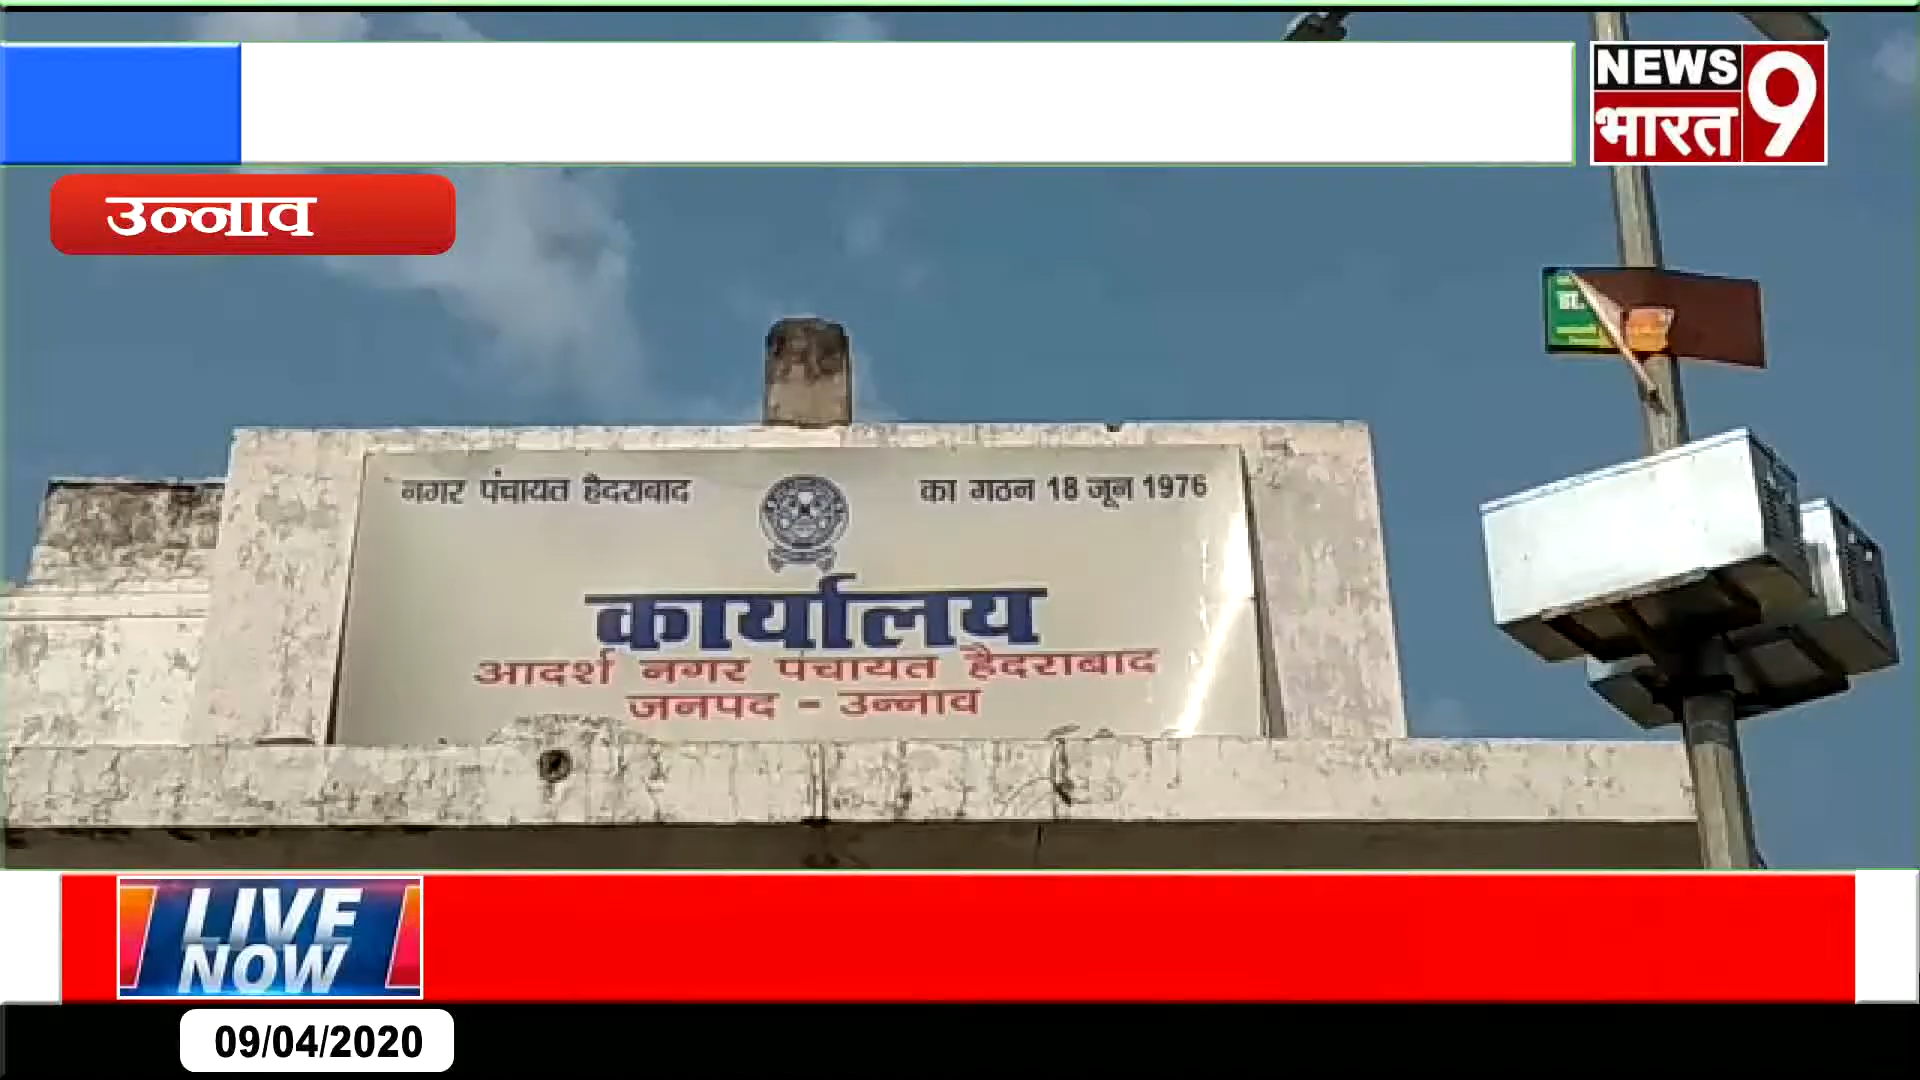 NEWS
भारत 9
उन्नाव
डा.
नगर पंचायत हैदराबाद का गठन 18 जून 1976
कार्यालय
आदर्श नगर पंचायत हैदराबाद
जनपद - उन्नाव
LIVE
NOW
09/04/2020